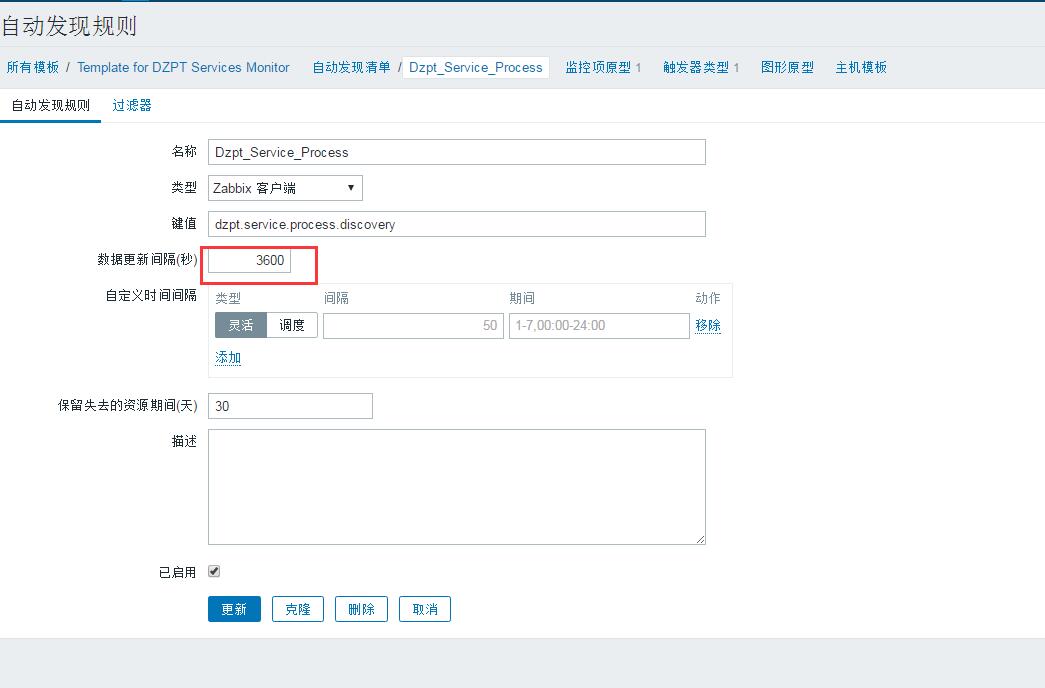 自动发现规则
所有模板 / Template for DZPT Services Monitor 自动发现清单 / Dzpt_Service_Process 监控项原型 1 触发器类型 1 图形原型 主机模板
自动发现规则 过滤器
名称 Dzpt_Service_Process
类型 Zabbix 客户端
键值 dzpt.service.process.discovery
数据更新间隔(秒) 3600
自定义时间间隔 类型 间隔 期间 动作
灵活 调度 50 1-7,00:00-24:00 移除
添加
保留失去的资源期间(天) 30
描述
已启用
更新 克隆 删除 取消